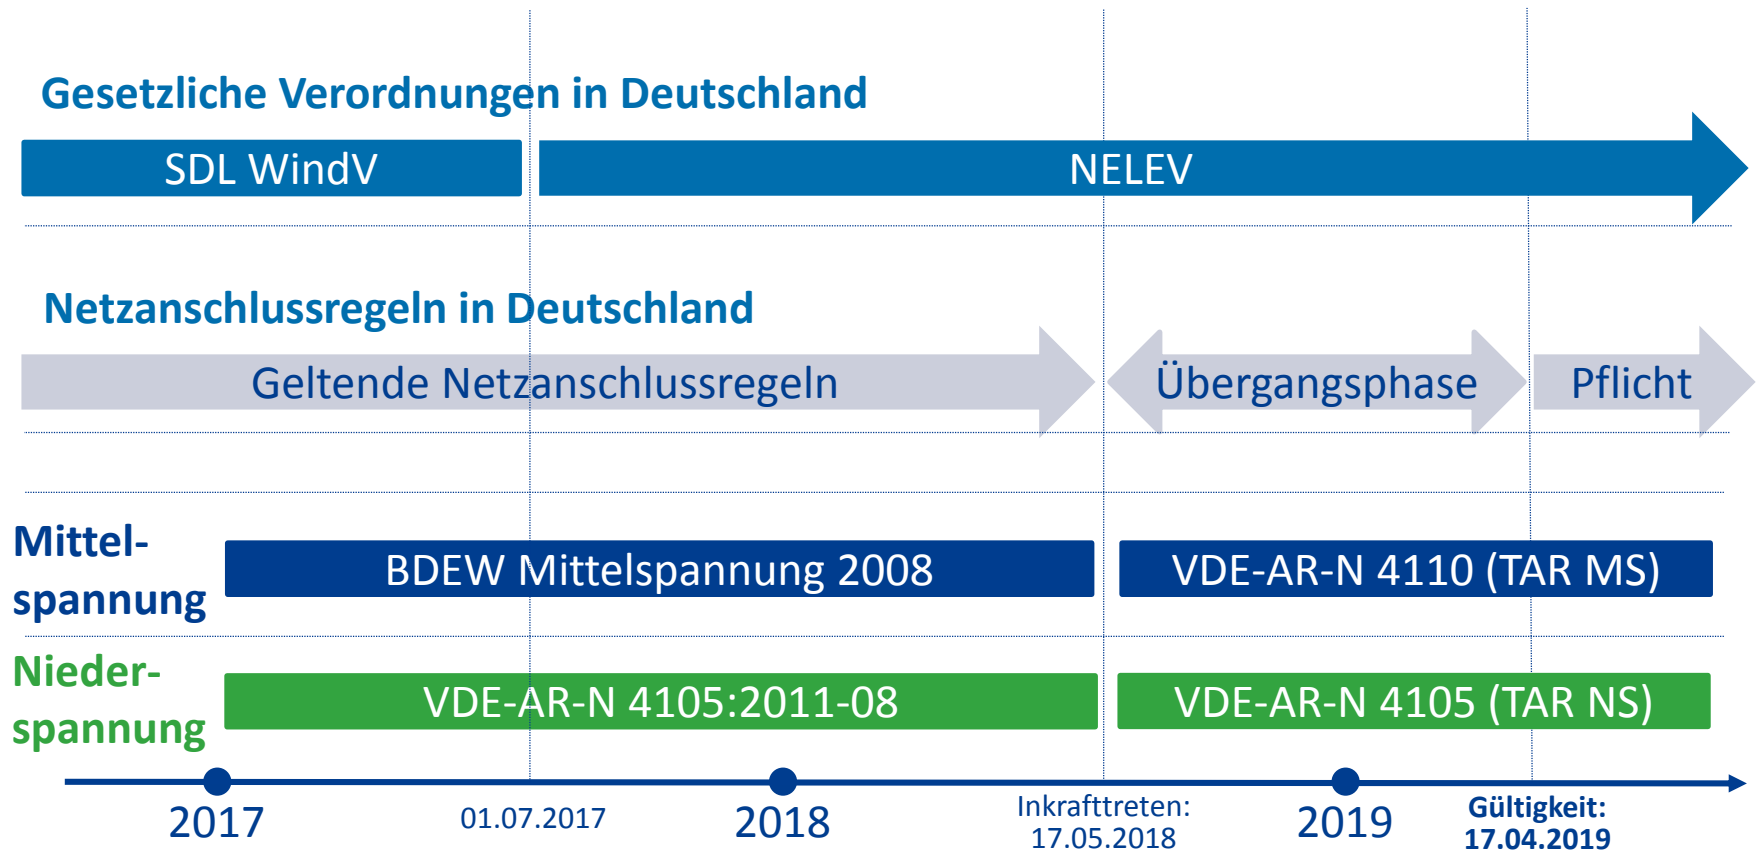 Gesetzliche Verordnungen in Deutschland
SDL WindV
NELEV
Netzanschlussregeln in Deutschland
Geltende Netzanschlussregeln
Übergangsphase
Pflicht
Mittel-
spannung
BDEW Mittelspannung 2008
VDE-AR-N 4110 (TAR MS)
Nieder-
spannung
VDE-AR-N 4105:2011-08
VDE-AR-N 4105 (TAR NS)
2017
01.07.2017
2018
Inkrafttreten:
17.05.2018
2019
Gültigkeit:
17.04.2019